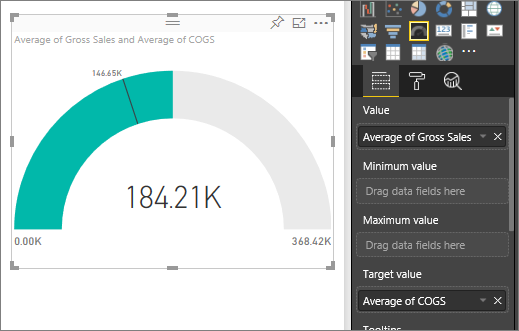 Average of Gross Sales and Average of COGS
146.65K
184.21K
0.00K
368.42K
123
Value
Average of Gross Sales
Minimum value
Drag data fields here
Maximum value
Drag data fields here
Target value
Average of COGS